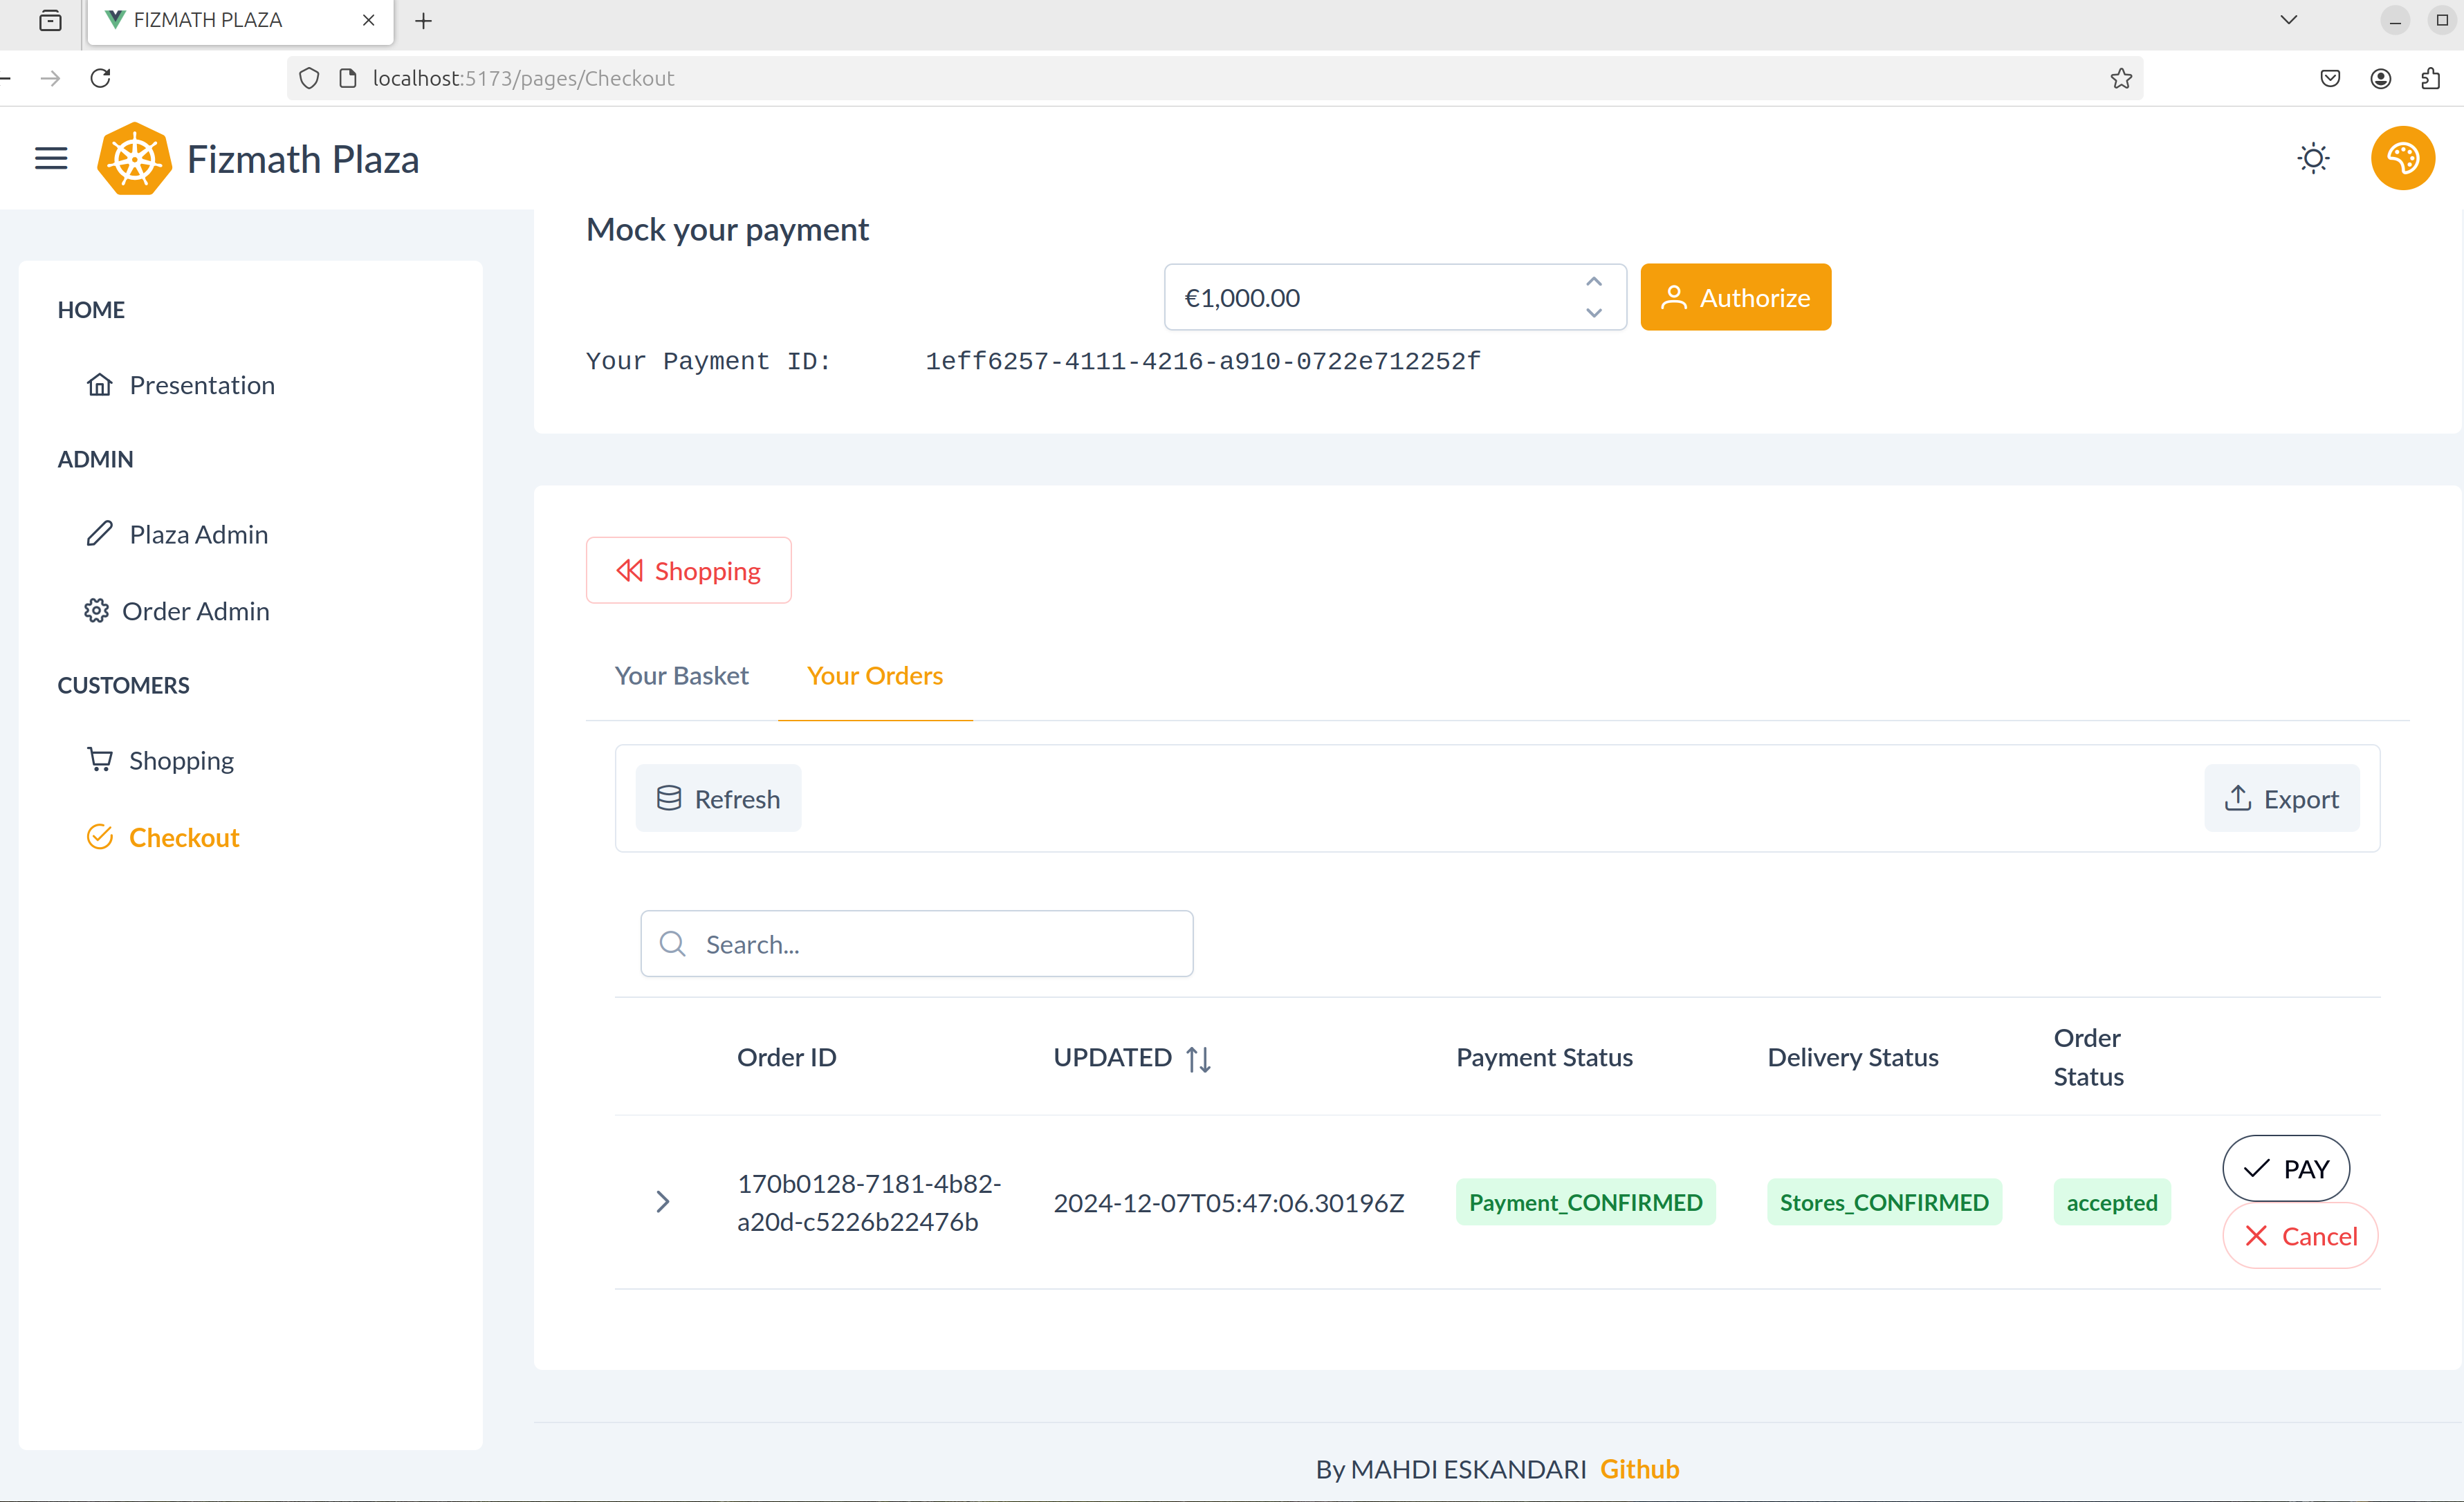 FIZMATH PLAZA
localhost:5173/pages/Checkout
Fizmath Plaza
HOME
Presentation
ADMIN
Plaza Admin
Order Admin
CUSTOMERS
Shopping
Checkout
Mock your payment
€1,000.00
Authorize
Your Payment ID: 1eff6257-4111-4216-a910-0722e712252f
Shopping
Your Basket Your Orders
Refresh Export
Search...
Order ID UPDATED Payment Status Delivery Status Order
Status
170b0128-7181-4b82-
a20d-c5226b22476b
2024-12-07T05:47:06.30196Z Payment_CONFIRMED Stores_CONFIRMED accepted
PAY
Cancel
By MAHDI ESKANDARI Github